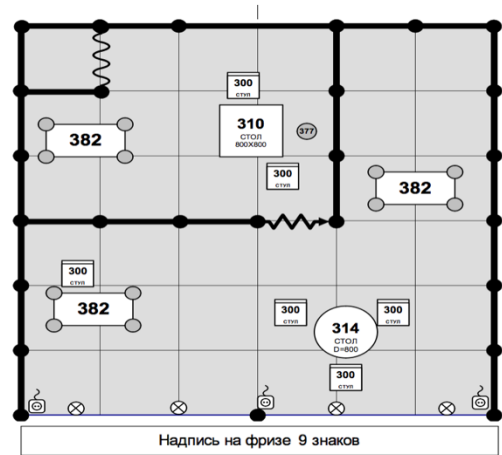 300
СТУЛ
310
СТОЛ
800Х800
377
382
300
СТУЛ
382
300
СТУЛ
382
300
СТУЛ
314
СТОЛ
D=800
300
СТУЛ
300
СТУЛ
Надпись на фризе 9 знаков